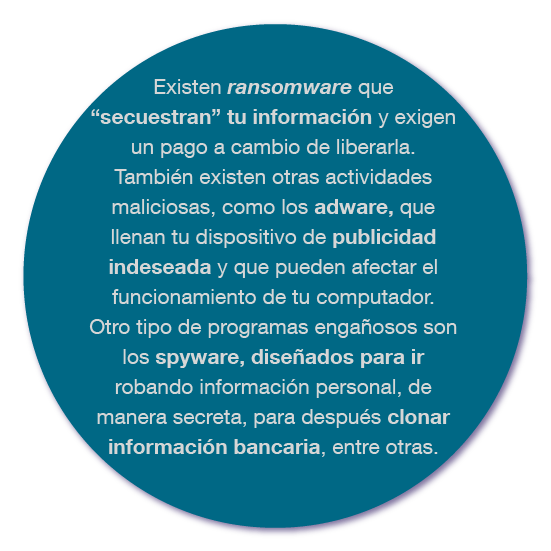 Existen ransomware que
“secuestran” tu información y exigen
un pago a cambio de liberarla.
También existen otras actividades
maliciosas, como los adware, que
llenan tu dispositivo de publicidad
indeseada y que pueden afectar el
funcionamiento de tu computador.
Otro tipo de programas engañosos son
los spyware, diseñados para ir
robando información personal, de
manera secreta, para después clonar
información bancaria, entre otras.